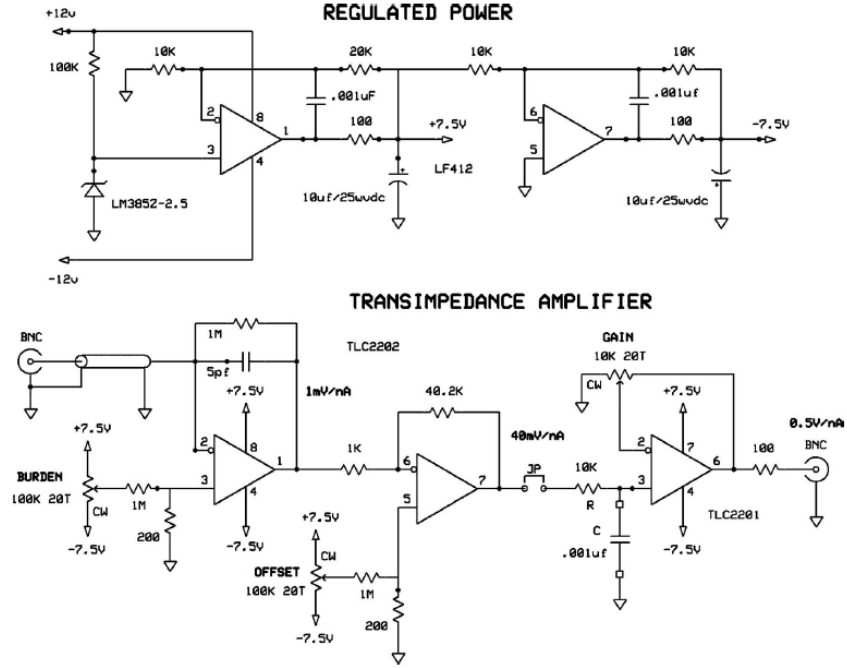 REGULATED POWER
+12v
10K
20K
10K
10K
100K
.001uF
.001uf
2
8
1
100
+7.5V
6
7
100
-7.5V
3
4
5
LF412
LM385Z-2.5
10uf/25wvdc
10uf/25wvdc
-12v
TRANSIMPEDANCE AMPLIFIER
BNC
1M
TLC2202
GAIN
10K 20T
5pf
+7.5V
1mV/nA
40.2K
CW
+7.5V
0.5V/nA
+7.5V
2
8
1
1K
6
7
40mV/nA
JP
10K
2
7
6
100
BNC
BURDEN
100K 20T
CW
1M
3
4
5
R
3
4
TLC2201
-7.5V
200
-7.5V
+7.5V
C
.001uf
-7.5V
OFFSET
100K 20T
CW
1M
-7.5V
200